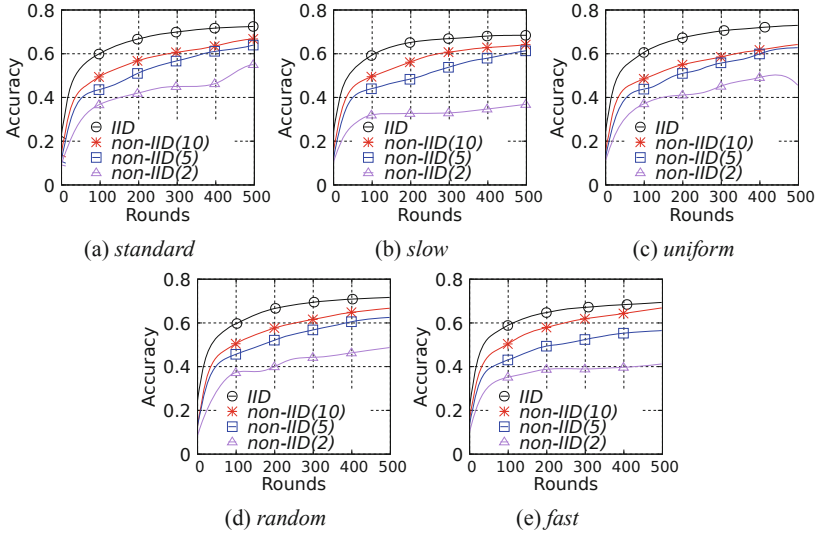 0.8
0.6
0.4
0.2
0
Accuracy
IID
non-IID(10)
non-IID(5)
non-IID(2)
0 100 200 300 400 500
Rounds
(a) standard
0.8
0.6
0.4
0.2
0
Accuracy
IID
non-IID(10)
non-IID(5)
non-IID(2)
0 100 200 300 400 500
Rounds
(b) slow
0.8
0.6
0.4
0.2
0
Accuracy
IID
non-IID(10)
non-IID(5)
non-IID(2)
0 100 200 300 400 500
Rounds
(c) uniform
0.8
0.6
0.4
0.2
0
Accuracy
IID
non-IID(10)
non-IID(5)
non-IID(2)
0 100 200 300 400 500
Rounds
(d) random
0.8
0.6
0.4
0.2
0
Accuracy
IID
non-IID(10)
non-IID(5)
non-IID(2)
0 100 200 300 400 500
Rounds
(e) fast